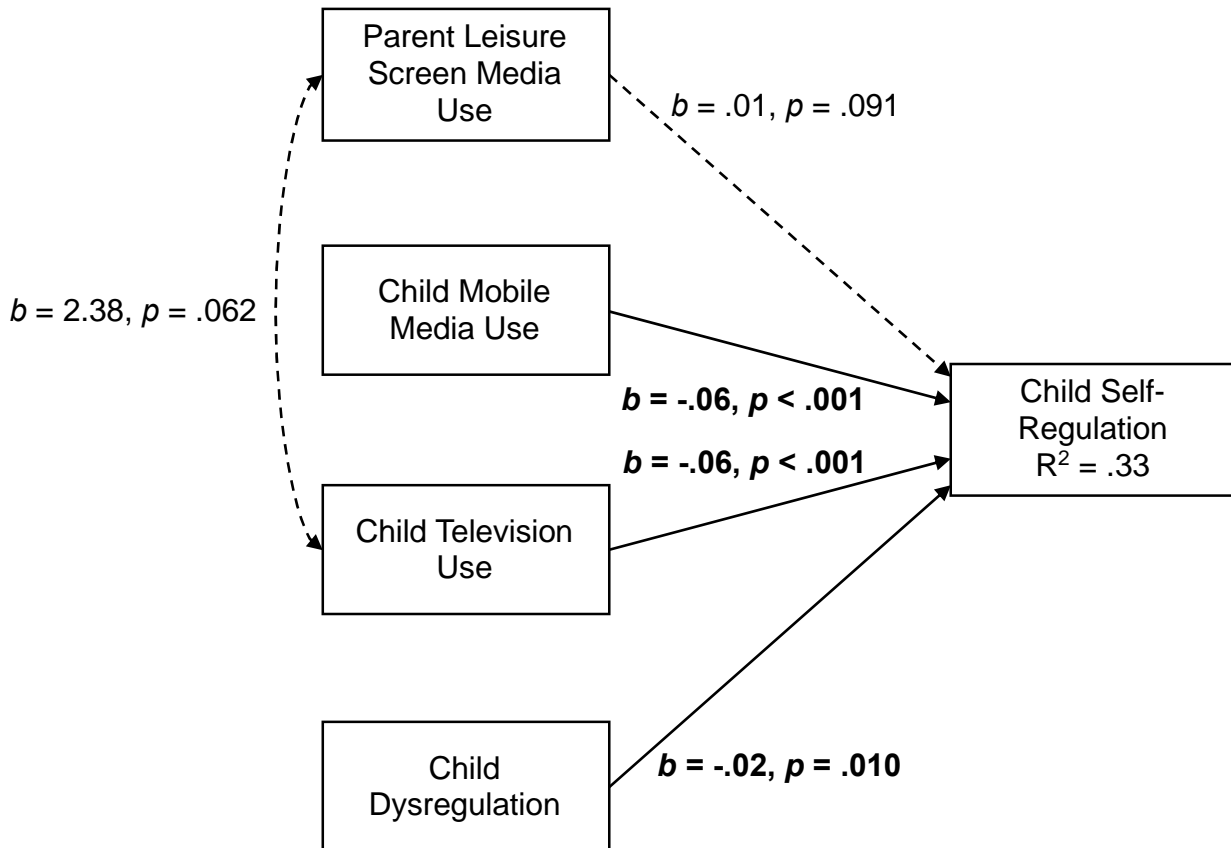 Parent Leisure
Screen Media
Use
b = .01, p = .091
Child Mobile
Media Use
b = 2.38, p = .062
b = -.06, p < .001
Child Self-
Regulation
R² = .33
b = -.06, p < .001
Child Television
Use
Child
Dysregulation
b = -.02, p = .010